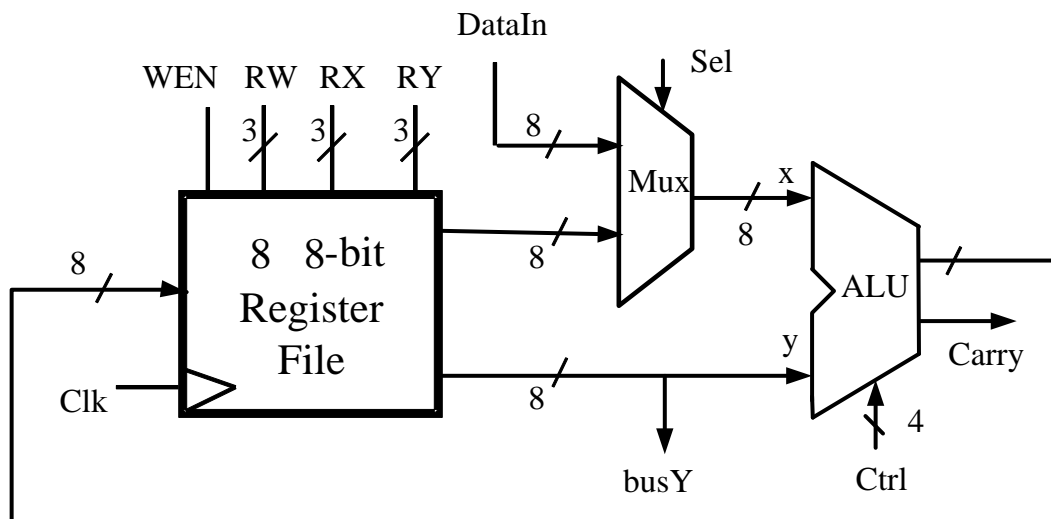 DataIn
Sel
WEN RW RX RY
3 3 3
8
Mux
x
8
8 8-bit
Register
File
8
8
8
ALU
y
Carry
Clk
8
4
busY
Ctrl